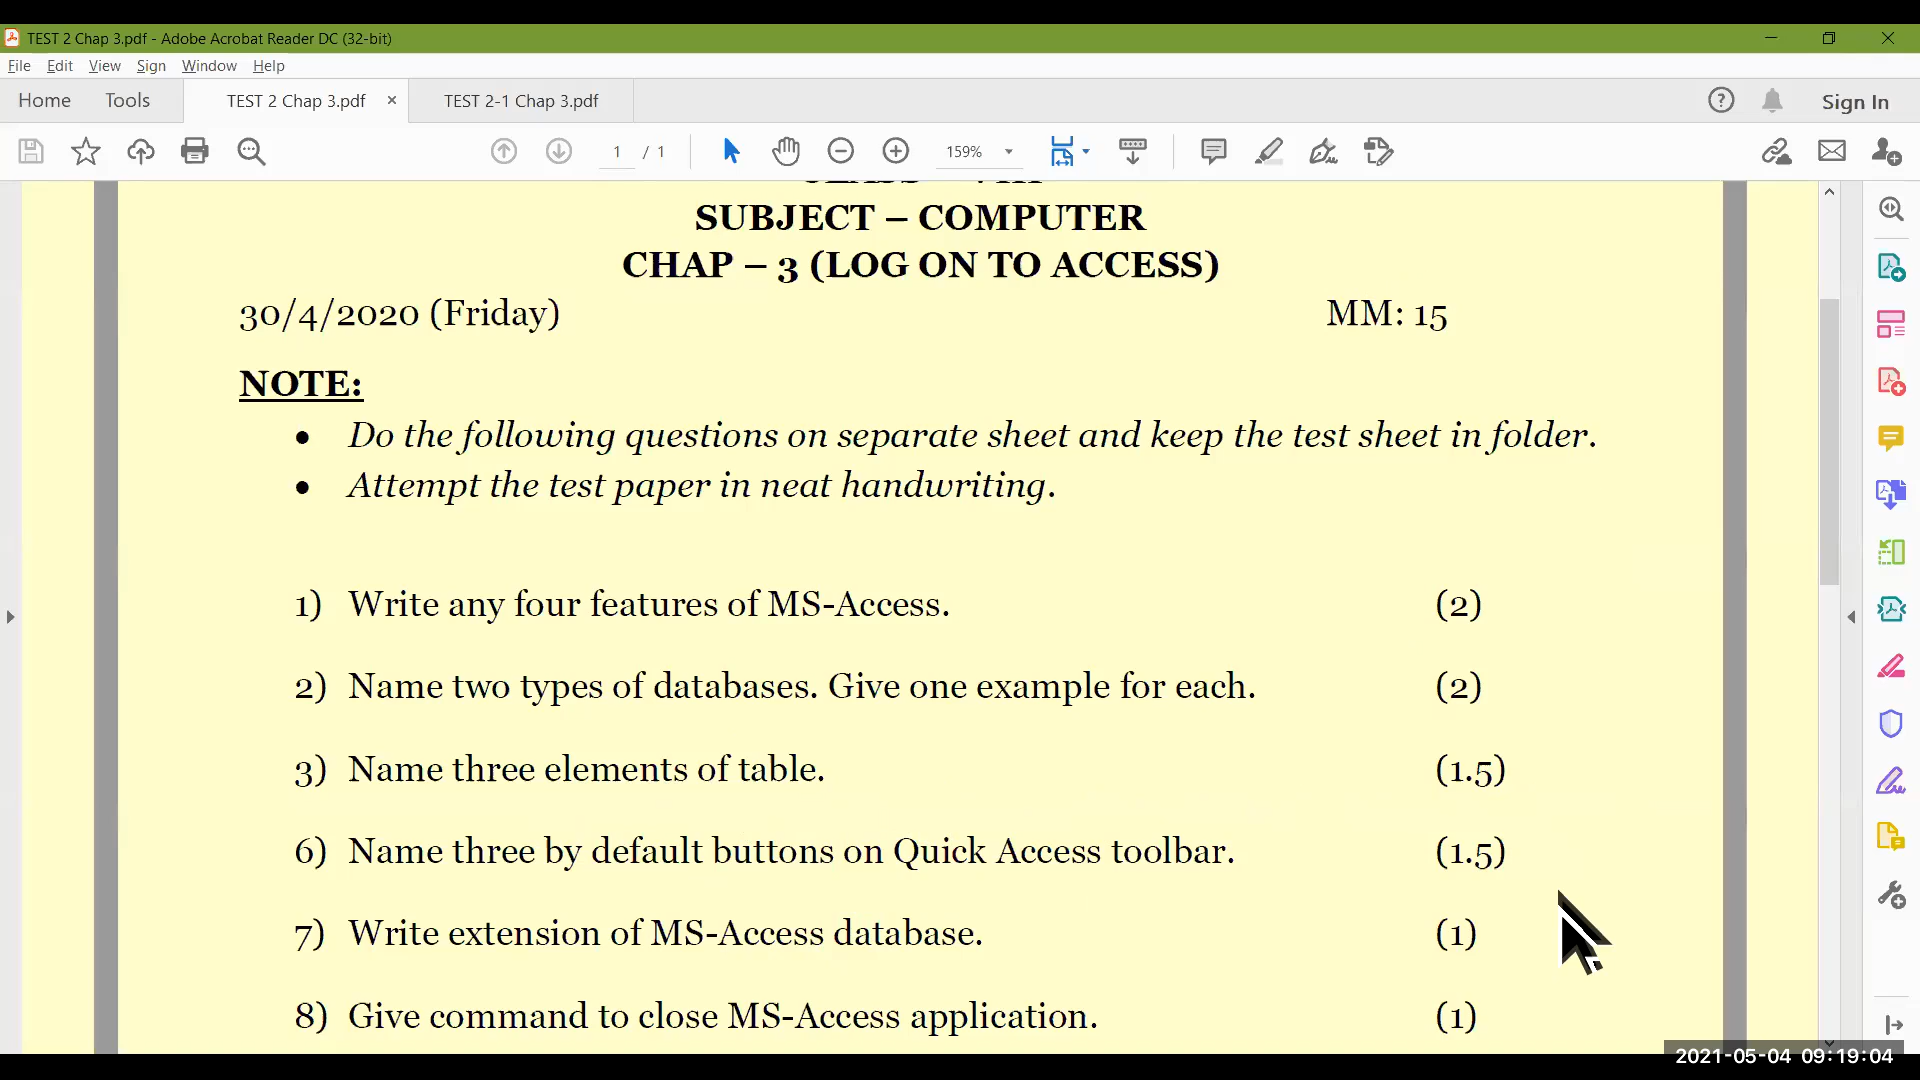 TEST 2 Chap 3.pdf - Adobe Acrobat Reader DC (32-bit)
File Edit View Sign Window Help
Home Tools TEST 2 Chap 3.pdf × TEST 2-1 Chap 3.pdf Sign In
1 / 1 159%
SUBJECT – COMPUTER
CHAP – 3 (LOG ON TO ACCESS)
30/4/2020 (Friday) MM: 15
NOTE:
• Do the following questions on separate sheet and keep the test sheet in folder.
• Attempt the test paper in neat handwriting.
1) Write any four features of MS-Access. (2)
2) Name two types of databases. Give one example for each. (2)
3) Name three elements of table. (1.5)
6) Name three by default buttons on Quick Access toolbar. (1.5)
7) Write extension of MS-Access database. (1)
8) Give command to close MS-Access application. (1)
2021-05-04 09:19:04